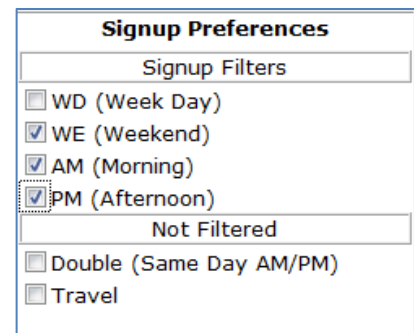 Signup Preferences
Signup Filters
WD (Week Day)
WE (Weekend)
AM (Morning)
PM (Afternoon)
Not Filtered
Double (Same Day AM/PM)
Travel